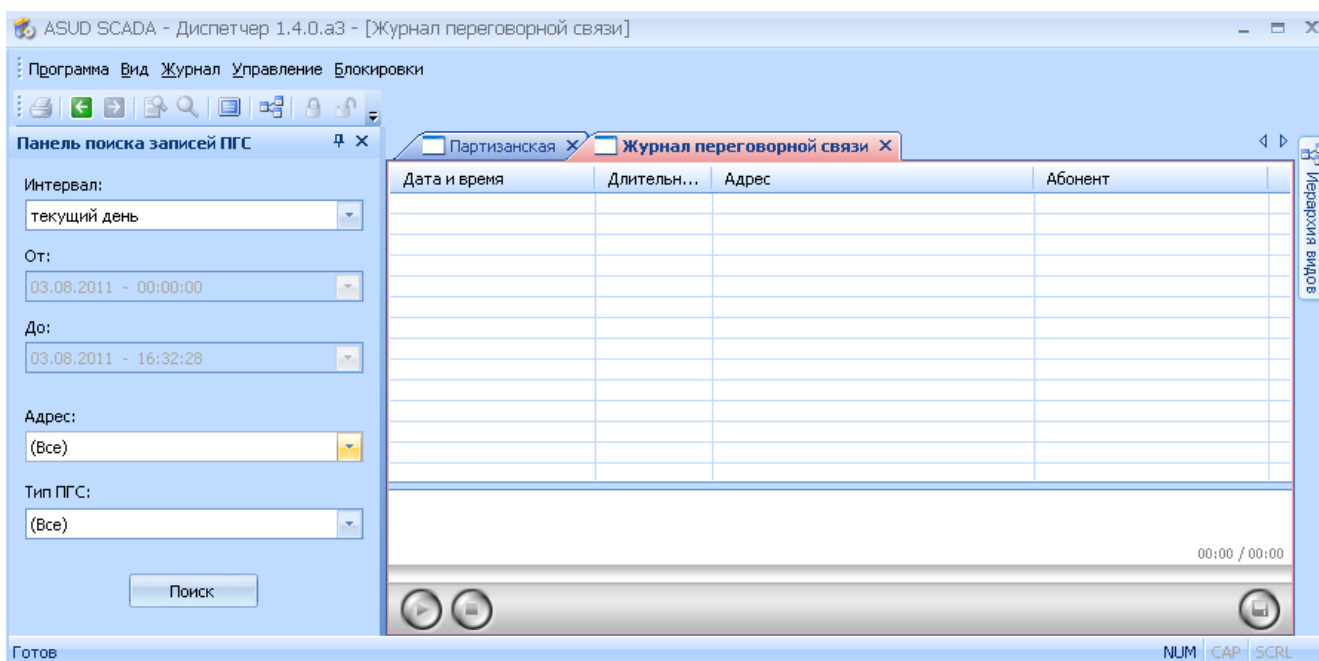 ASUD SCADA - Диспетчер 1.4.0.a3 - [Журнал переговорной связи]
Программа Вид Журнал Управление Блокировки
Панель поиска записей ПГС
Интервал:
текущий день
От:
03.08.2011 - 00:00:00
До:
03.08.2011 - 16:32:28
Адрес:
(Все)
Тип ПГС:
(Все)
Поиск
Партизанская
Журнал переговорной связи
Дата и время Длительн... Адрес Абонент
00:00 / 00:00
Иерархия видов
Готов
NUM CAP SCRL